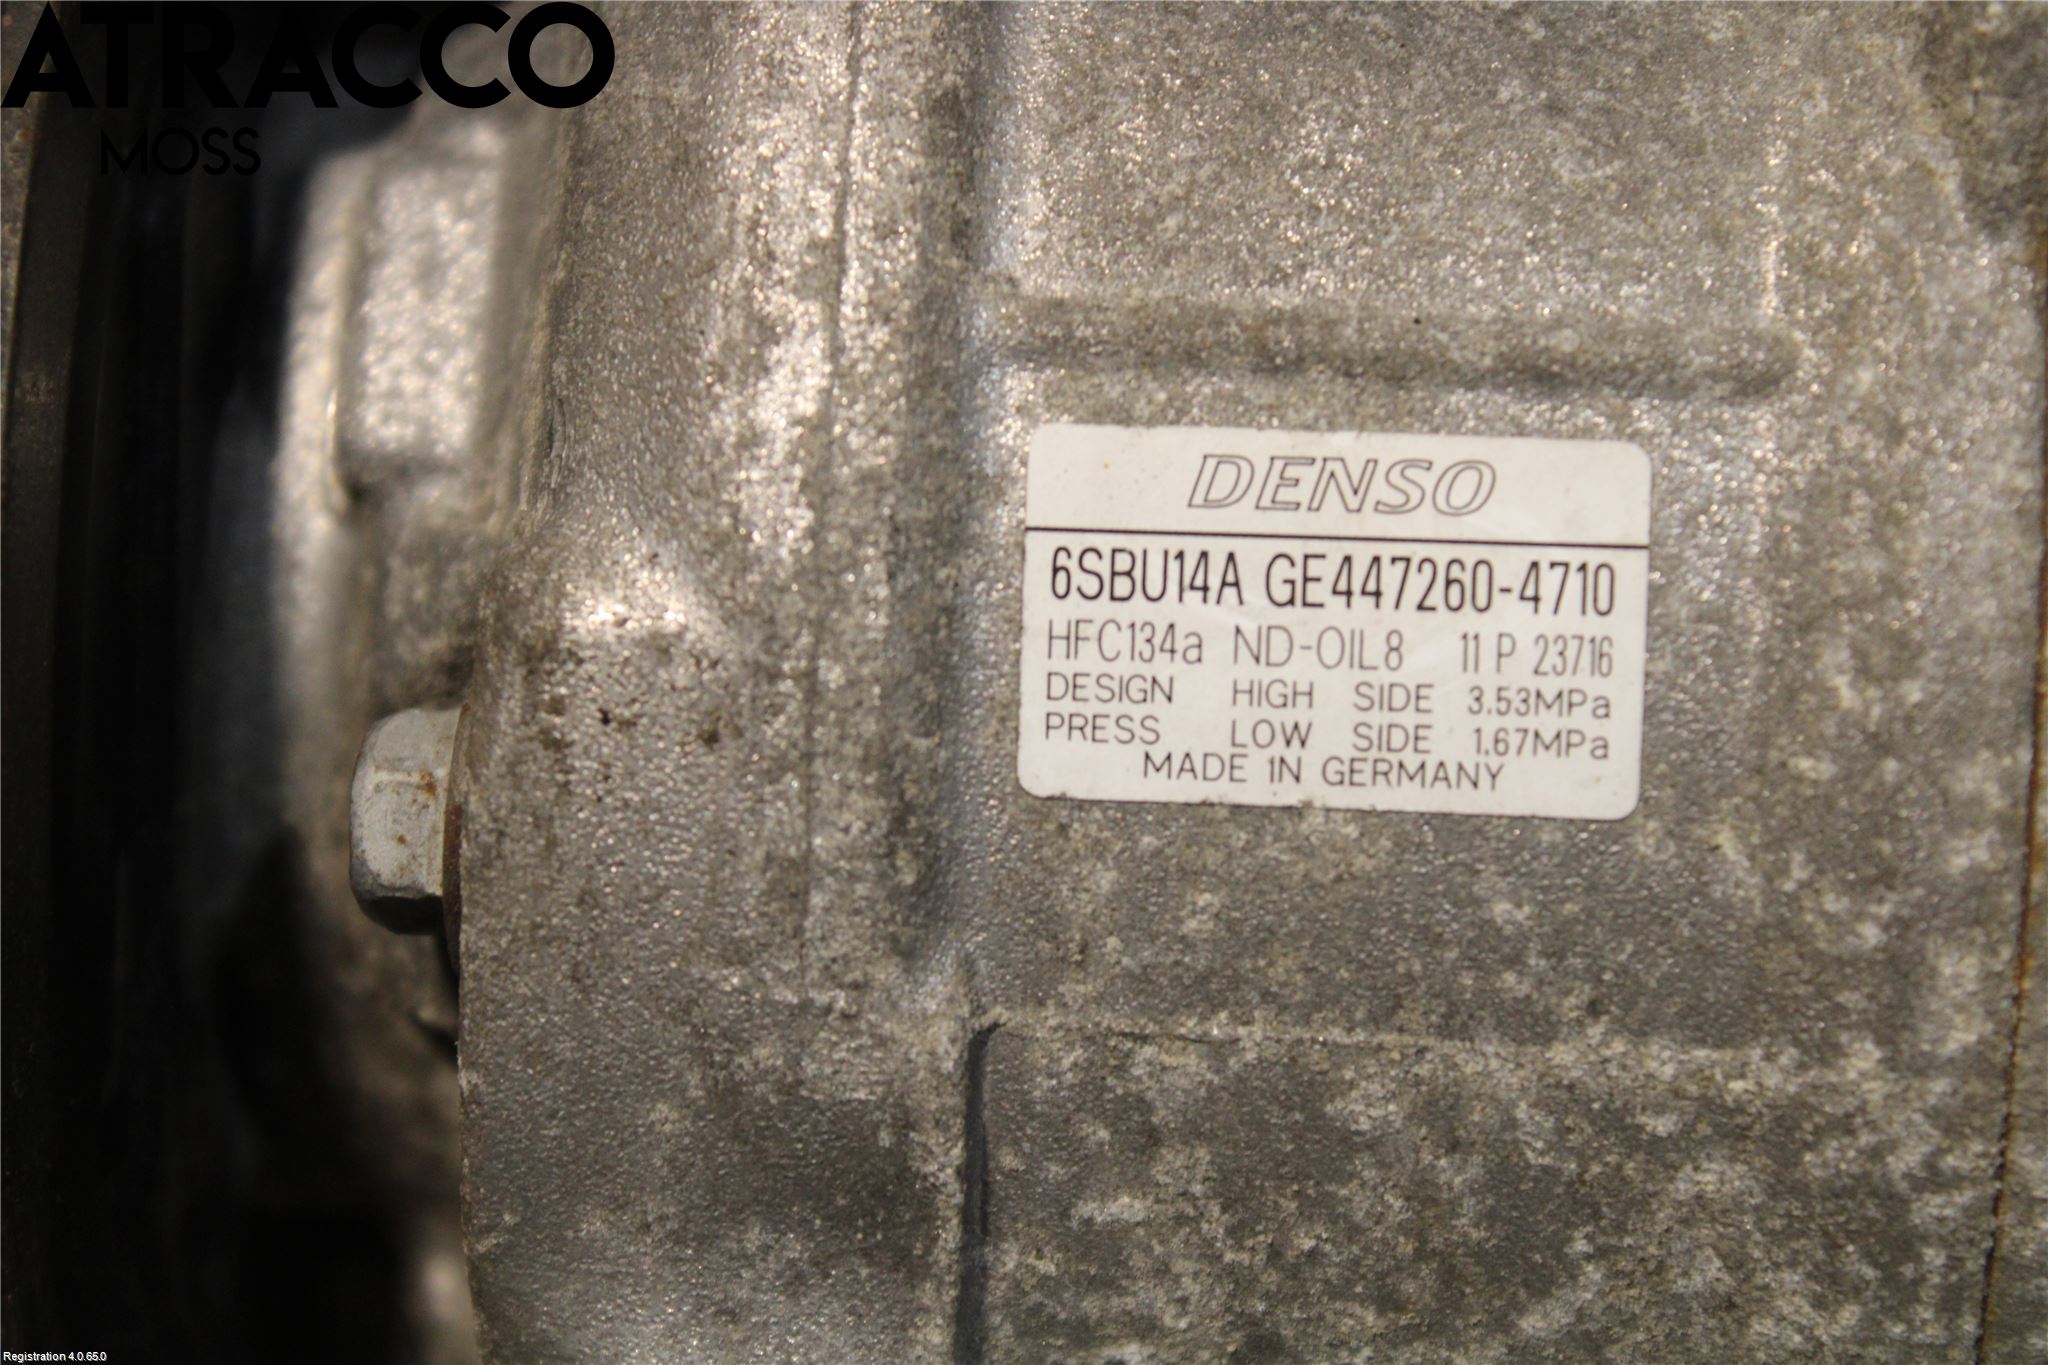 ATRACCO
MOSS
DENSO
6SBU14A GE447260-4710
HFC134a ND-OIL8 11 P 23716
DESIGN HIGH SIDE 3.53MPa
PRESS LOW SIDE 1.67MPa
MADE IN GERMANY
Registration 4.0.65.0